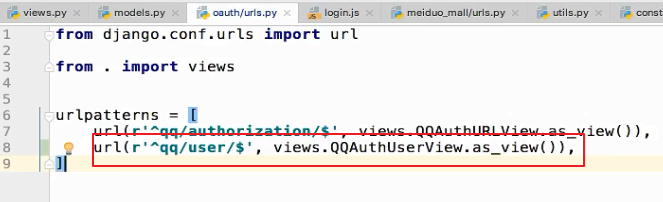 views.py models.py oauth/urls.py login.js meiduo_mall/urls.py utils.py const
1 from django.conf.urls import url
2
3 from . import views
4
5
6 urlpatterns = [
7 url(r'^qq/authorization/$', views.QQAuthURLView.as_view()),
8 url(r'^qq/user/$', views.QQAuthUserView.as_view()),
9 ]